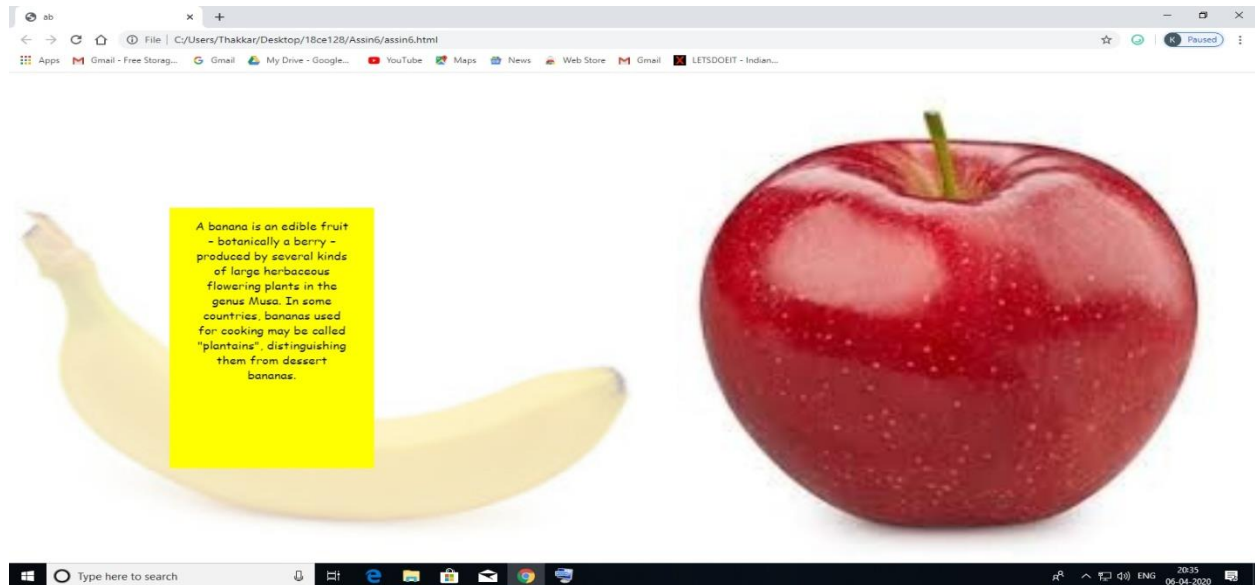 ab
File | C:/Users/Thakkar/Desktop/18ce128/Assin6/assin6.html
K Paused
Apps Gmail - Free Storag... Gmail My Drive - Google... YouTube Maps News Web Store Gmail LETSDOEIT - Indian...
A banana is an edible fruit
– botanically a berry –
produced by several kinds
of large herbaceous
flowering plants in the
genus Musa. In some
countries, bananas used
for cooking may be called
"plantains", distinguishing
them from dessert
bananas.
Type here to search
ENG
20:35
06-04-2020